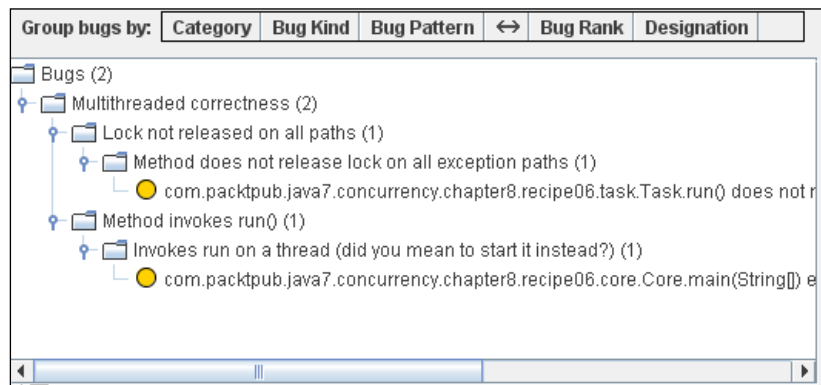 Group bugs by: Category Bug Kind Bug Pattern ↔ Bug Rank Designation
Bugs (2)
Multithreaded correctness (2)
Lock not released on all paths (1)
Method does not release lock on all exception paths (1)
com.packtpub.java7.concurrency.chapter8.recipe06.task.Task.run() does not
Method invokes run() (1)
Invokes run on a thread (did you mean to start it instead?) (1)
com.packtpub.java7.concurrency.chapter8.recipe06.core.Core.main(String[])